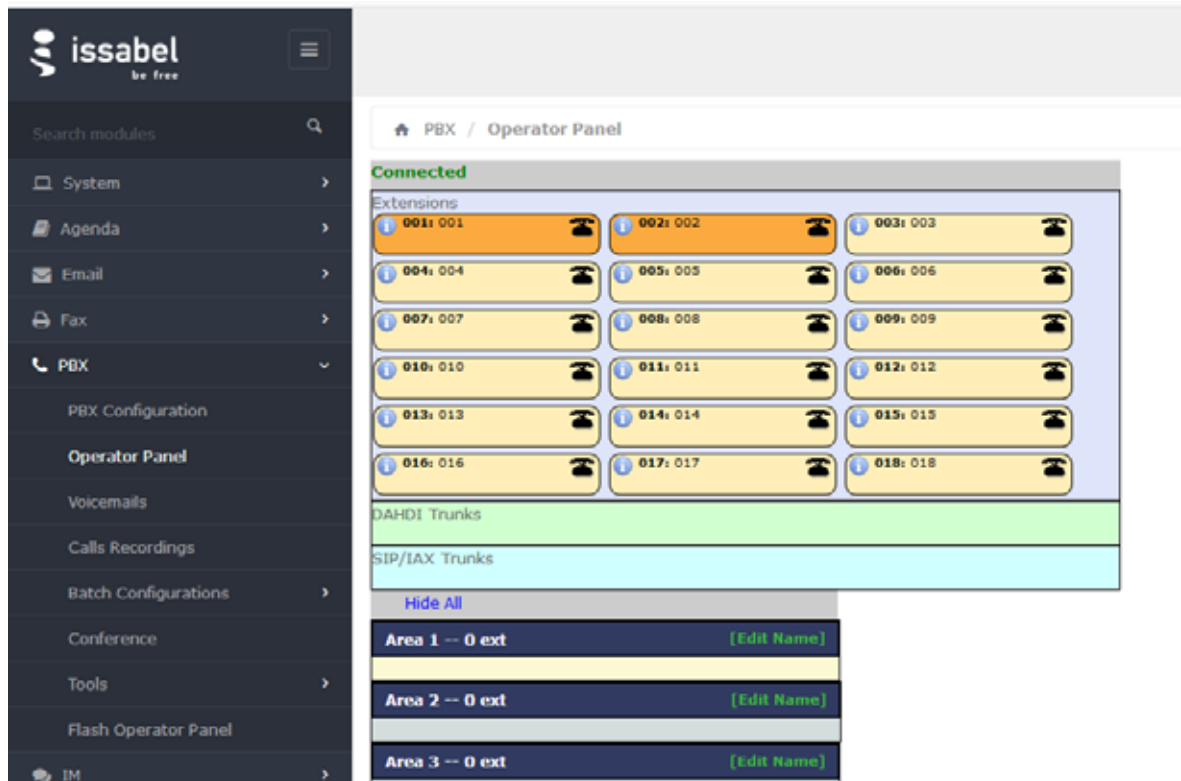 issabel
be free
Search modules
System
Agenda
Email
Fax
PBX
PBX Configuration
Operator Panel
Voicemails
Calls Recordings
Batch Configurations
Conference
Tools
Flash Operator Panel
IM
PBX / Operator Panel
Connected
Extensions
001: 001 002: 002 003: 003
004: 004 005: 005 006: 006
007: 007 008: 008 009: 009
010: 010 011: 011 012: 012
013: 013 014: 014 015: 015
016: 016 017: 017 018: 018
DAHDI Trunks
SIP/IAX Trunks
Hide All
Area 1 -- 0 ext [Edit Name]
Area 2 -- 0 ext [Edit Name]
Area 3 -- 0 ext [Edit Name]